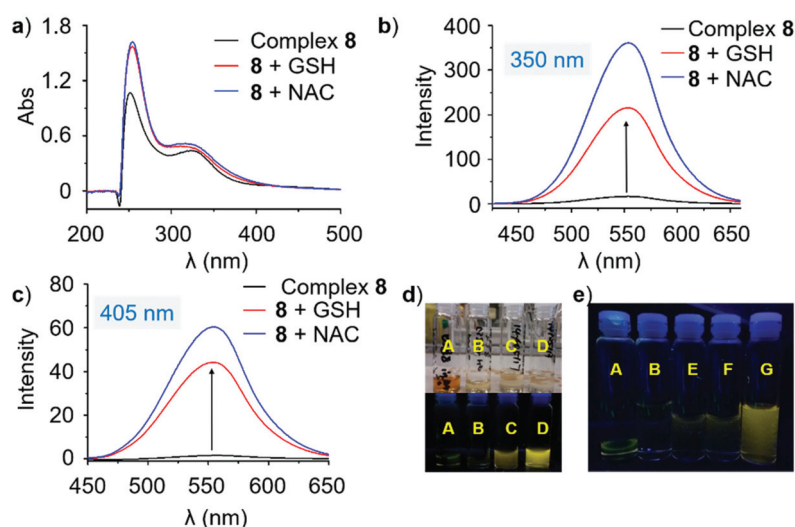 a)
Abs
1.8
1.2
0.6
0
200 300 400 500
λ (nm)
Complex 8
8 + GSH
8 + NAC
b)
Intensity
400
300
200
100
0
450 500 550 600 650
λ (nm)
350 nm
Complex 8
8 + GSH
8 + NAC
c)
Intensity
80
60
40
20
0
450 500 550 600 650
λ (nm)
405 nm
Complex 8
8 + GSH
8 + NAC
d)
A B C D
A B C D
e)
A B E F G